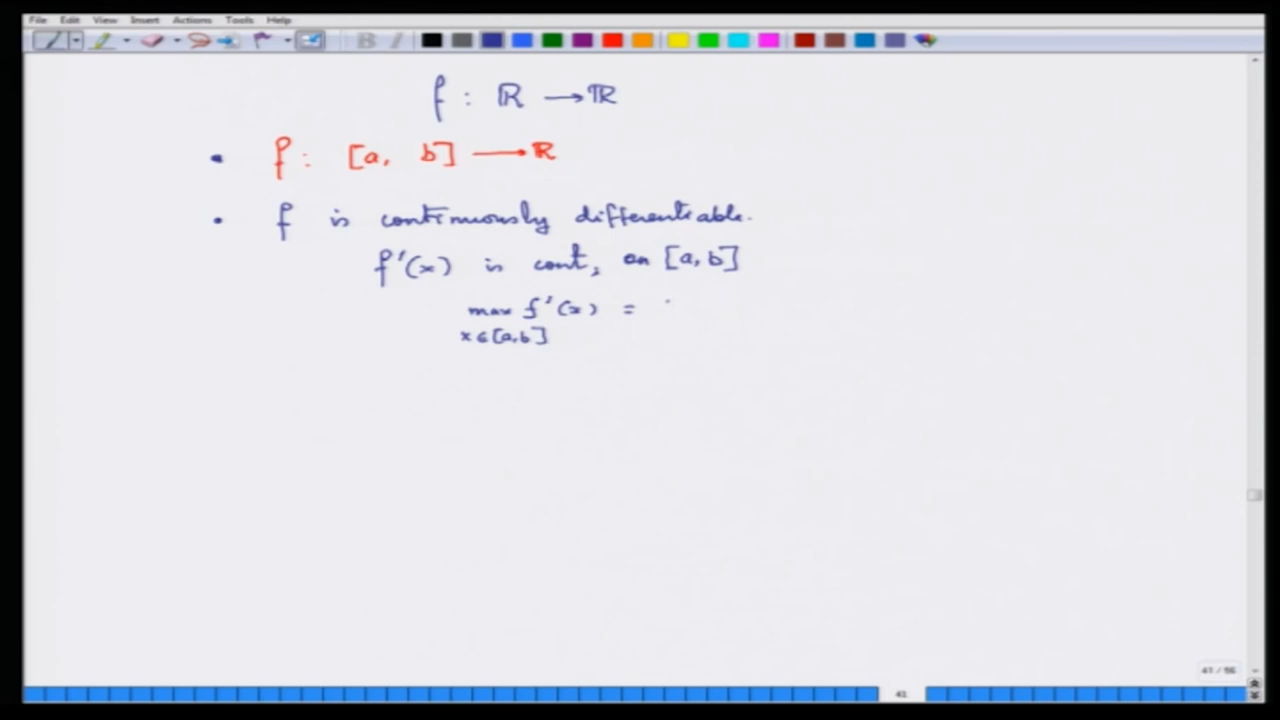 File Edit View Insert Actions Tools Help
f : ℝ → ℝ
• f : [a, b] → ℝ
• f is continuously differentiable.
f'(x) is cont, on [a, b]
max f'(x) =
x ∈ [a,b]
41 / 56
41